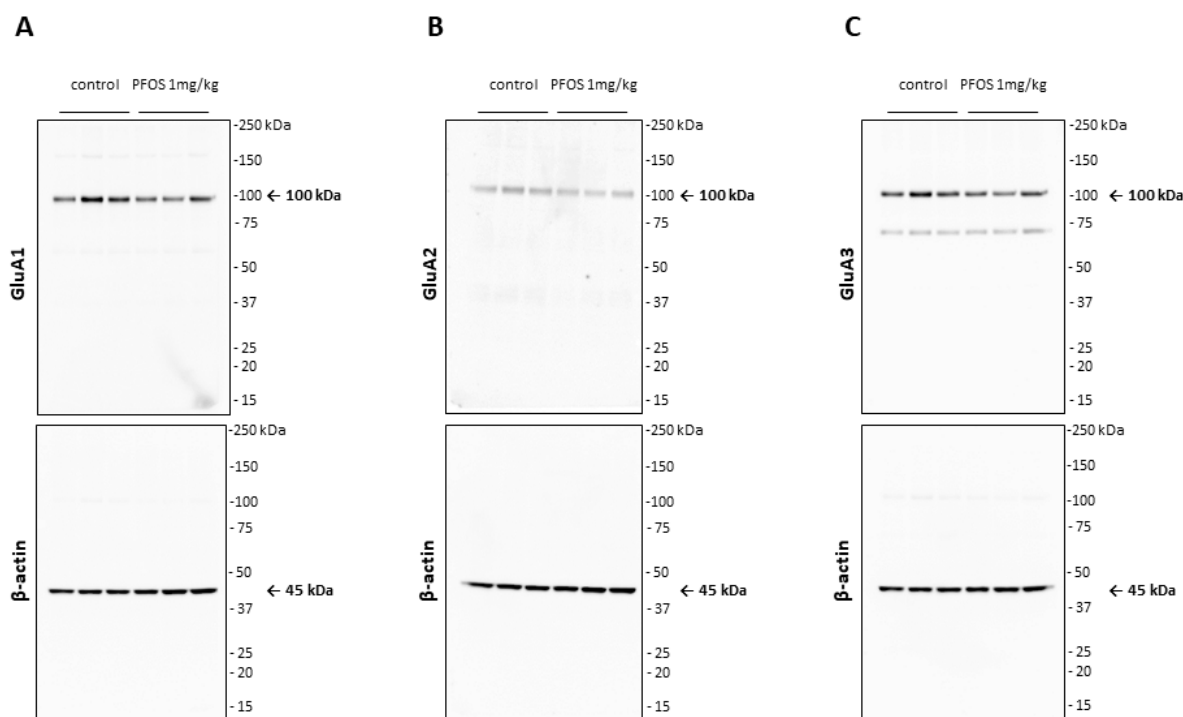 A
control PFOS 1mg/kg
GluA1
-250 kDa
-150
-100 ← 100 kDa
- 75
- 50
- 37
- 25
- 20
- 15
β-actin
-250 kDa
-150
-100
- 75
- 50
← 45 kDa
- 37
- 25
- 20
- 15
B
control PFOS 1mg/kg
GluA2
-250 kDa
-150
-100 ← 100 kDa
- 75
- 50
- 37
- 25
- 20
- 15
β-actin
-250 kDa
-150
-100
- 75
- 50
← 45 kDa
- 37
- 25
- 20
- 15
C
control PFOS 1mg/kg
GluA3
-250 kDa
-150
-100 ← 100 kDa
- 75
- 50
- 37
- 25
- 20
- 15
β-actin
-250 kDa
-150
-100
- 75
- 50
← 45 kDa
- 37
- 25
- 20
- 15